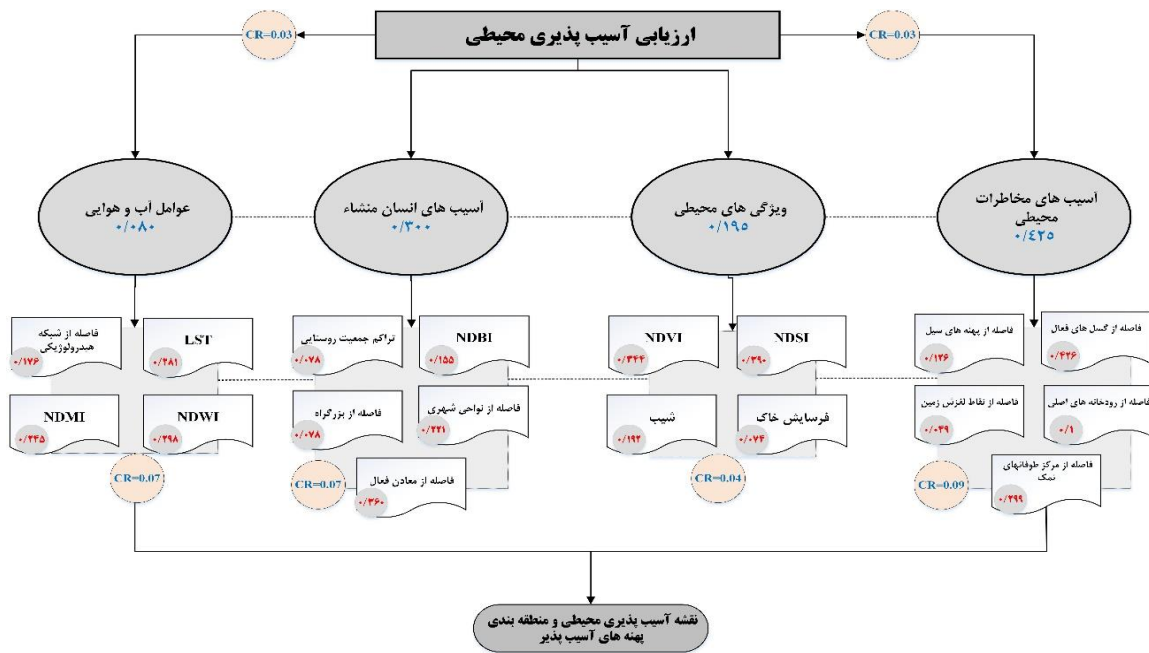 ارزیابی آسیب پذیری محیطی
CR=0.03
CR=0.03
آسیب های مخاطرات
محیطی
۰/۴۲۵
ویژگی های محیطی
۰/۱۹۵
آسیب های انسان منشاء
۰/۳۰۰
عوامل آب و هوایی
۰/۰۸۰
فاصله از گسل های فعال
۰/۴۲۶
فاصله از پهنه های سیل
۰/۱۲۶
فاصله از رودخانه های اصلی
۰/۱
فاصله از نقاط لغزش زمین
۰/۰۴۹
فاصله از مرکز طوفانهای
نمک
۰/۲۹۹
CR=0.09
NDSI
۰/۳۹۰
NDVI
۰/۳۴۴
فرسایش خاک
۰/۰۷۴
شیب
۰/۱۹۲
CR=0.04
NDBI
۰/۱۵۵
تراکم جمعیت روستایی
۰/۰۷۸
فاصله از نواحی شهری
۰/۲۲۱
فاصله از بزرگراه
۰/۰۷۸
فاصله از معادن فعال
۰/۳۶۰
CR=0.07
LST
۰/۲۸۱
فاصله از شبکه
هیدرولوژیکی
۰/۱۷۶
NDWI
۰/۲۹۸
NDMI
۰/۲۴۵
CR=0.07
نقشه آسیب پذیری محیطی و منطقه بندی
پهنه های آسیب پذیر